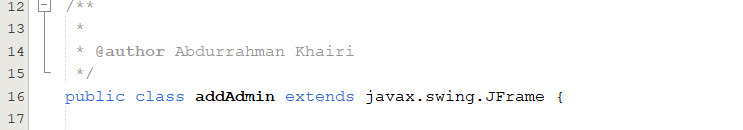 12 /**
13 *
14 * @author Abdurrahman Khairi
15 */
16 public class addAdmin extends javax.swing.JFrame {
17